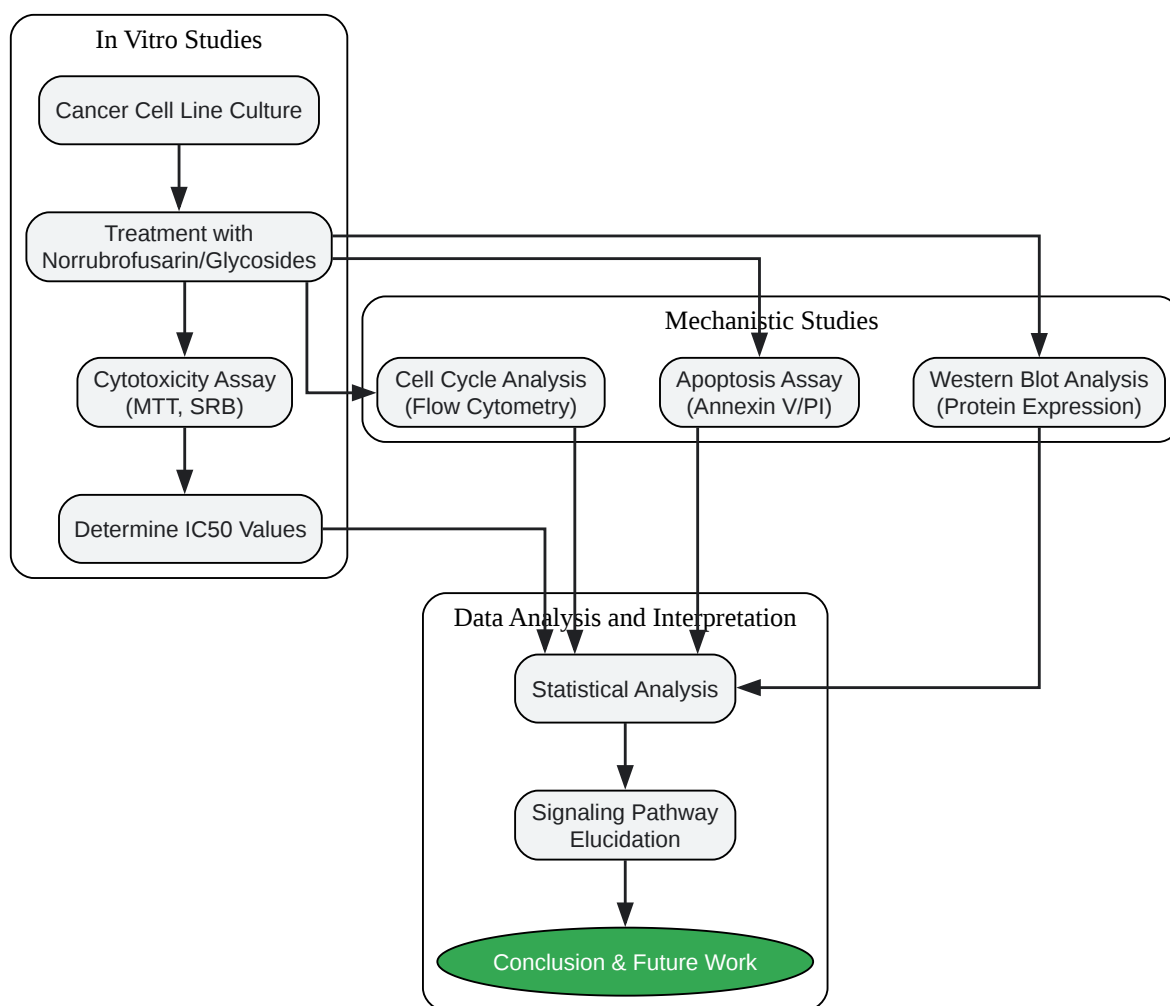 In Vitro Studies
Cancer Cell Line Culture
Treatment with
Norrubrofusarin/Glycosides
Cytotoxicity Assay
(MTT, SRB)
Determine IC50 Values
Mechanistic Studies
Cell Cycle Analysis
(Flow Cytometry)
Apoptosis Assay
(Annexin V/PI)
Western Blot Analysis
(Protein Expression)
Data Analysis and Interpretation
Statistical Analysis
Signaling Pathway
Elucidation
Conclusion & Future Work